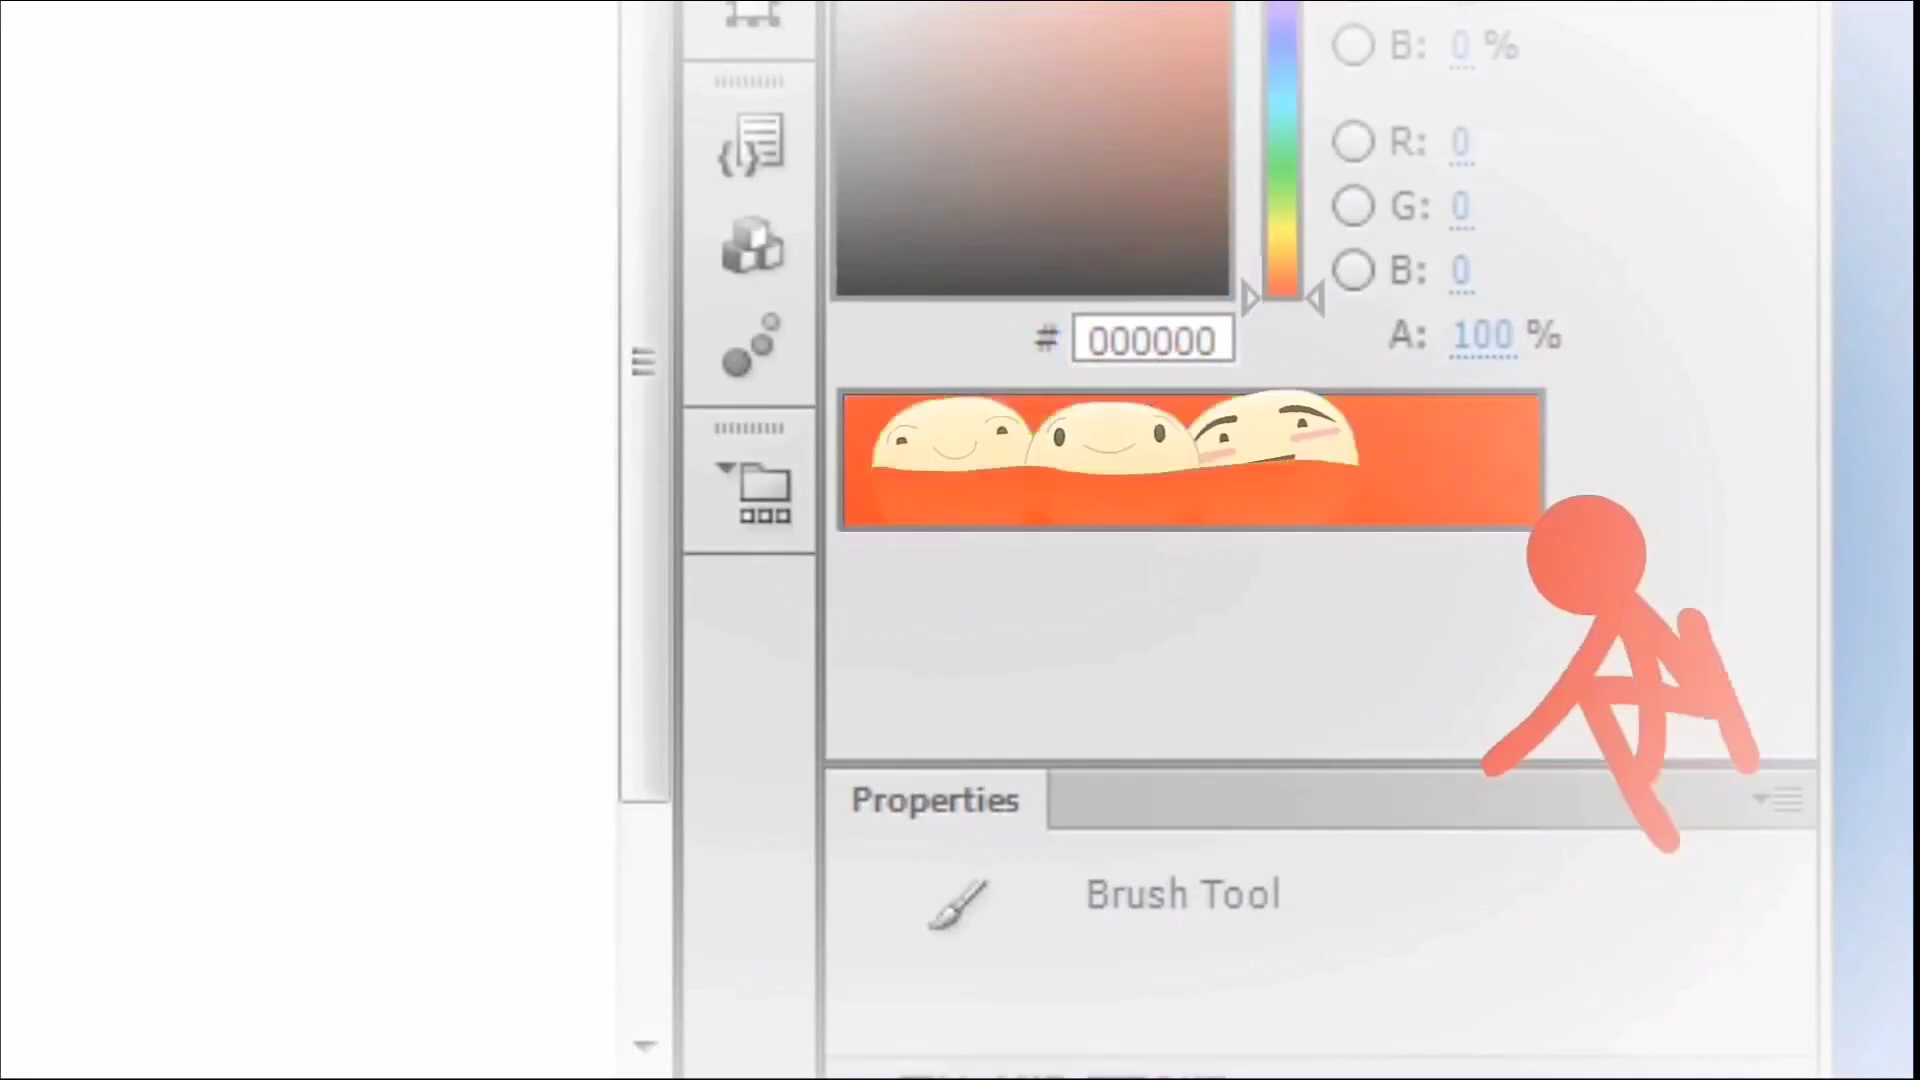 B: 0 %
R: 0
G: 0
B: 0
# 000000
A: 100 %
Properties
Brush Tool